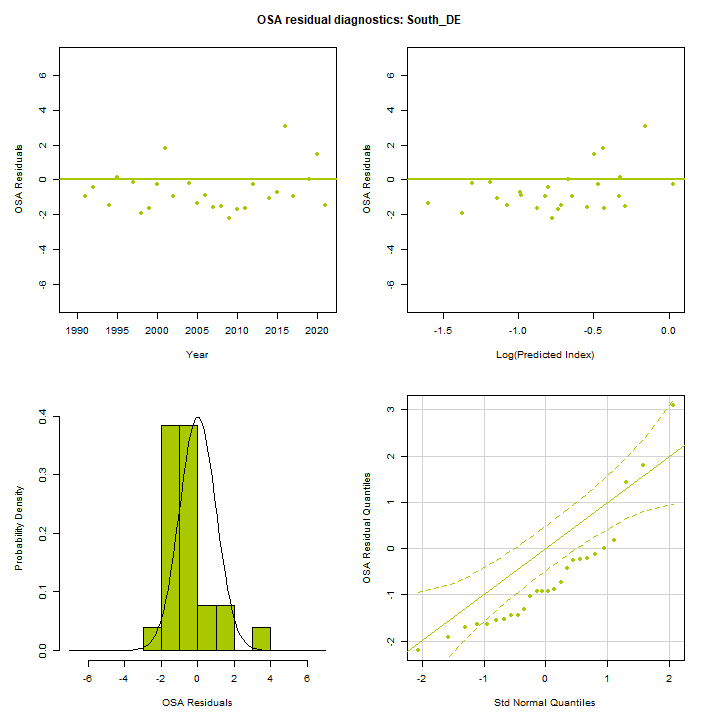 OSA residual diagnostics: South_DE
OSA Residuals
6
4
2
0
-2
-4
-6
1990 1995 2000 2005 2010 2015 2020
Year
OSA Residuals
6
4
2
0
-2
-4
-6
-1.5 -1.0 -0.5 0.0
Log(Predicted Index)
Probability Density
0.4
0.3
0.2
0.1
0.0
-6 -4 -2 0 2 4 6
OSA Residuals
OSA Residual Quantiles
3
2
1
0
-1
-2
-2 -1 0 1 2
Std Normal Quantiles